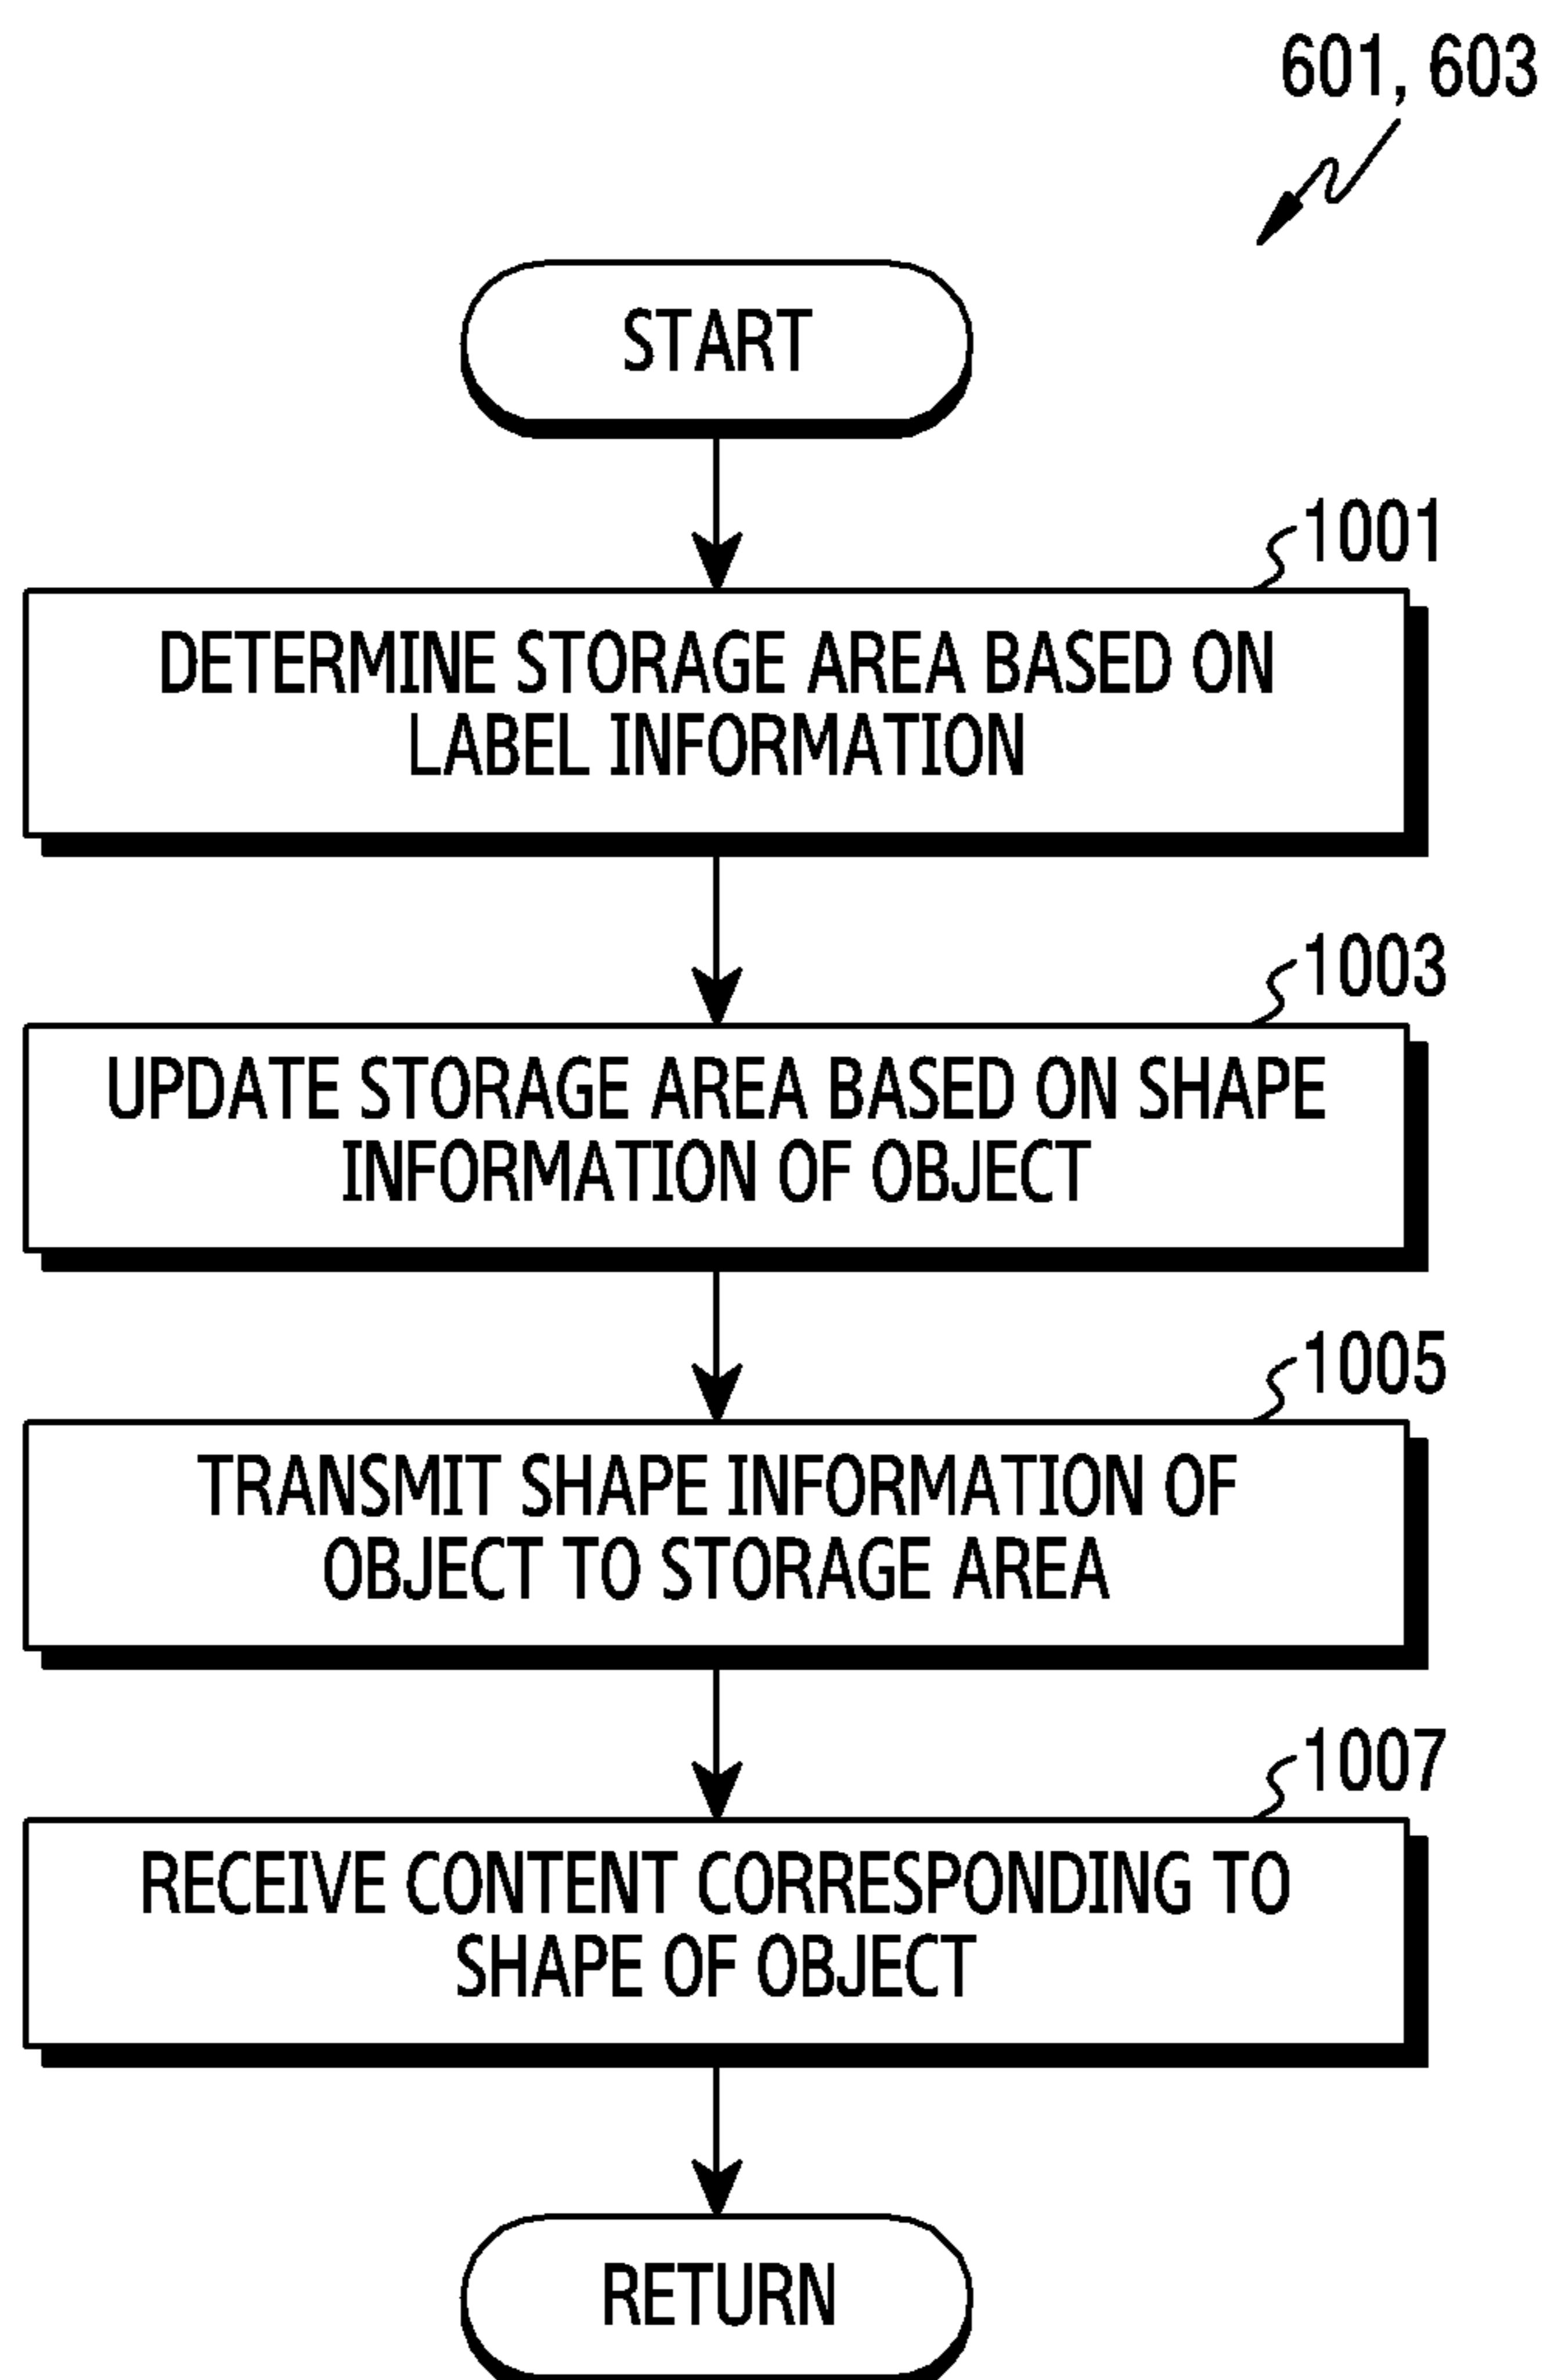 601, 603
START
1001
DETERMINE STORAGE AREA BASED ON
LABEL INFORMATION
1003
UPDATE STORAGE AREA BASED ON SHAPE
INFORMATION OF OBJECT
1005
TRANSMIT SHAPE INFORMATION OF
OBJECT TO STORAGE AREA
1007
RECEIVE CONTENT CORRESPONDING TO
SHAPE OF OBJECT
RETURN